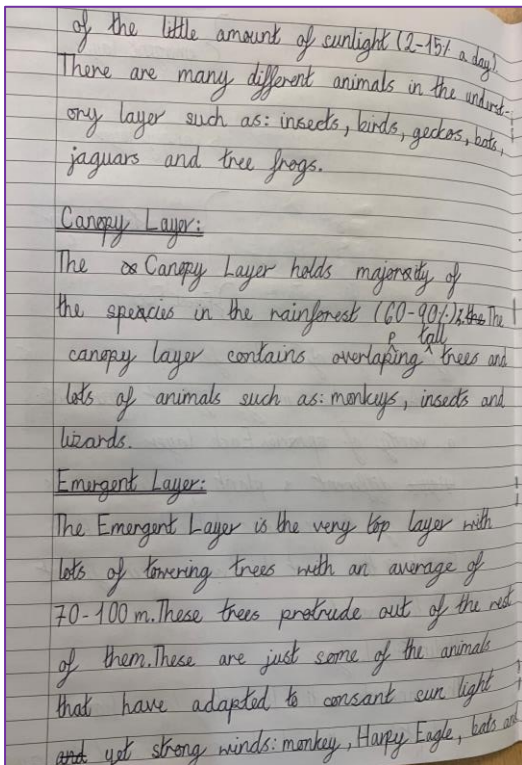 of the little amount of sunlight (2-15% a day).
There are many different animals in the underst-
ory layer such as: insects, birds, geckos, bats,
jaguars and tree frogs.
Canopy Layer:
The Canopy Layer holds majority of
the species in the rainforest (60-90%). The
canopy layer contains overlapping tall trees and
lots of animals such as: monkeys, insects and
lizards.
Emergent Layer:
The Emergent Layer is the very top layer with
lots of towering trees with an average of
70-100 m. These trees protrude out of the rest
of them. These are just some of the animals
that have adapted to consant sun light
and yet strong winds: monkey, Harpy Eagle, bats and